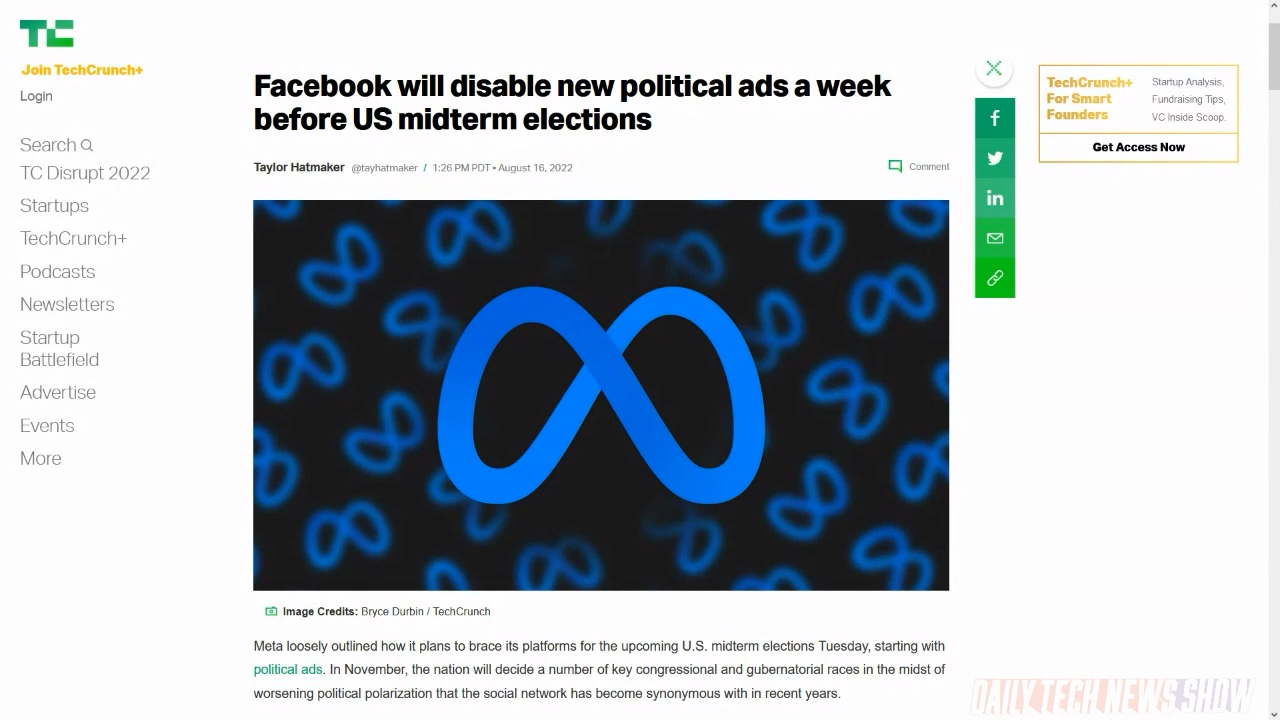 TC
Join TechCrunch+
Login
Search
TC Disrupt 2022
Startups
TechCrunch+
Podcasts
Newsletters
Startup
Battlefield
Advertise
Events
More
Facebook will disable new political ads a week
before US midterm elections
Taylor Hatmaker @tayhatmaker / 1:26 PM PDT • August 16, 2022
Comment
Image Credits: Bryce Durbin / TechCrunch
Meta loosely outlined how it plans to brace its platforms for the upcoming U.S. midterm elections Tuesday, starting with
political ads. In November, the nation will decide a number of key congressional and gubernatorial races in the midst of
worsening political polarization that the social network has become synonymous with in recent years.
f
in
TechCrunch+
For Smart
Founders
Startup Analysis,
Fundraising Tips,
VC Inside Scoop.
Get Access Now
DAILY TECH NEWS SHOW